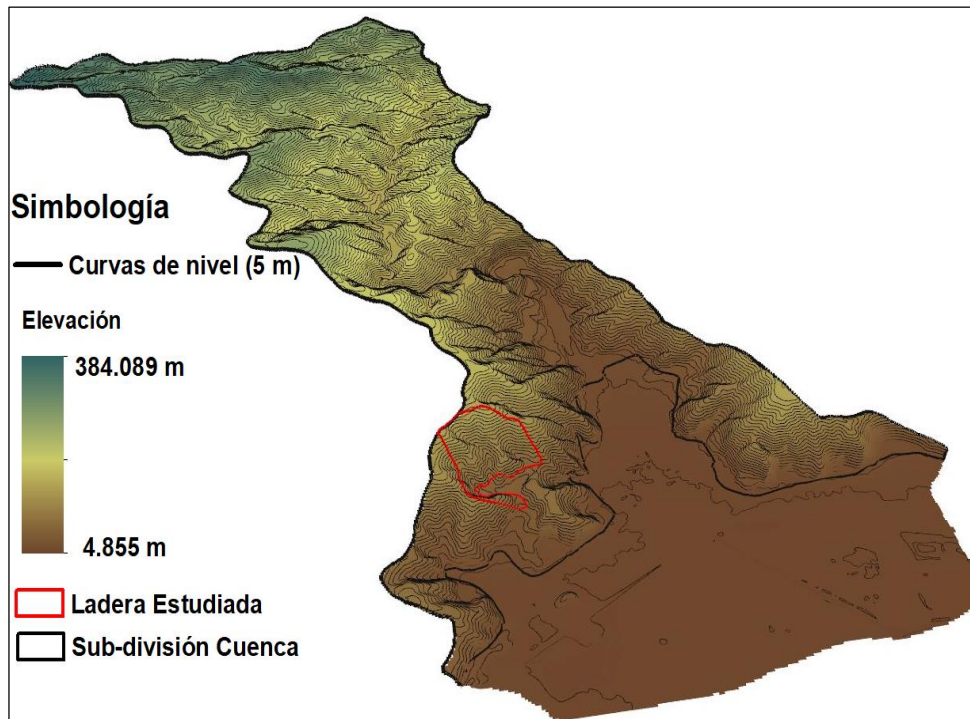 Simbología
Curvas de nivel (5 m)
Elevación
384.089 m
4.855 m
Ladera Estudiada
Sub-división Cuenca